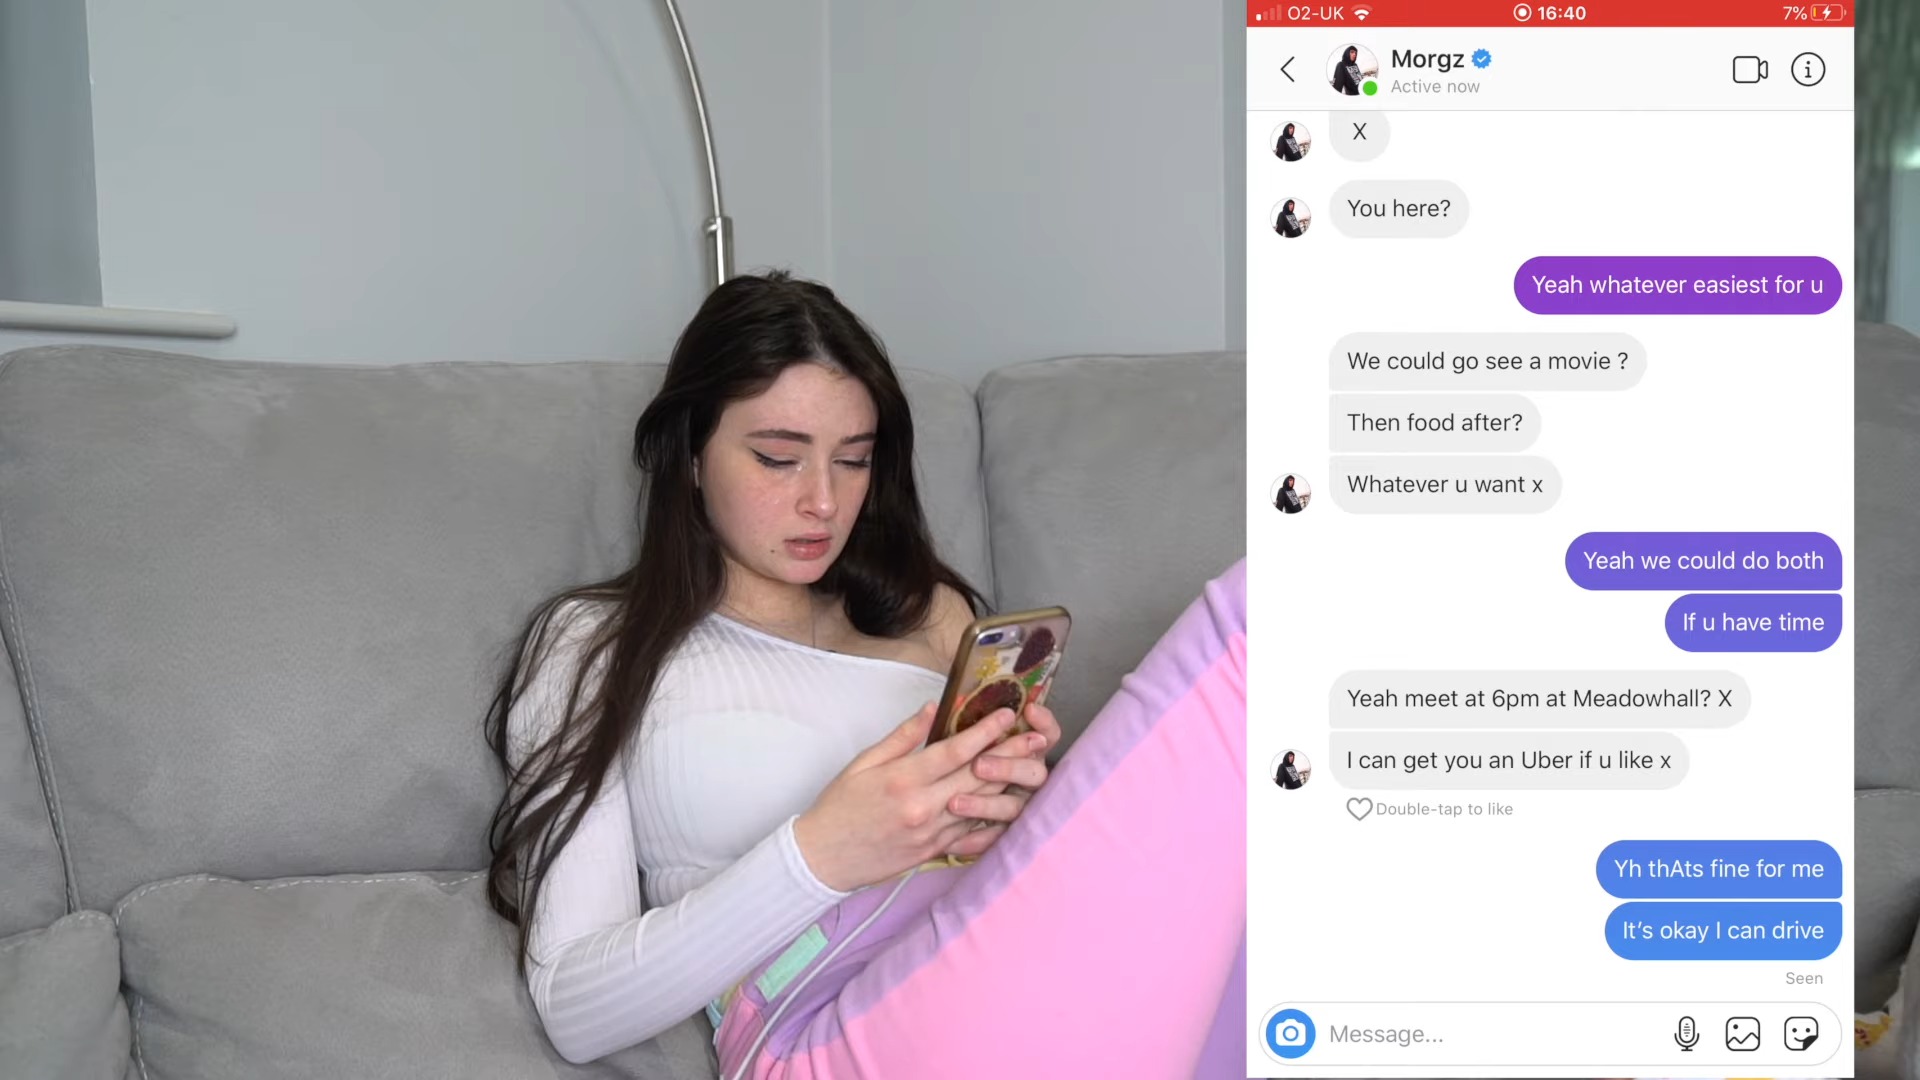 O2-UK
16:40
7%
Morgz
Active now
X
You here?
Yeah whatever easiest for u
We could go see a movie ?
Then food after?
Whatever u want x
Yeah we could do both
If u have time
Yeah meet at 6pm at Meadowhall? X
I can get you an Uber if u like x
Double-tap to like
Yh thAts fine for me
It’s okay I can drive
Seen
Message...